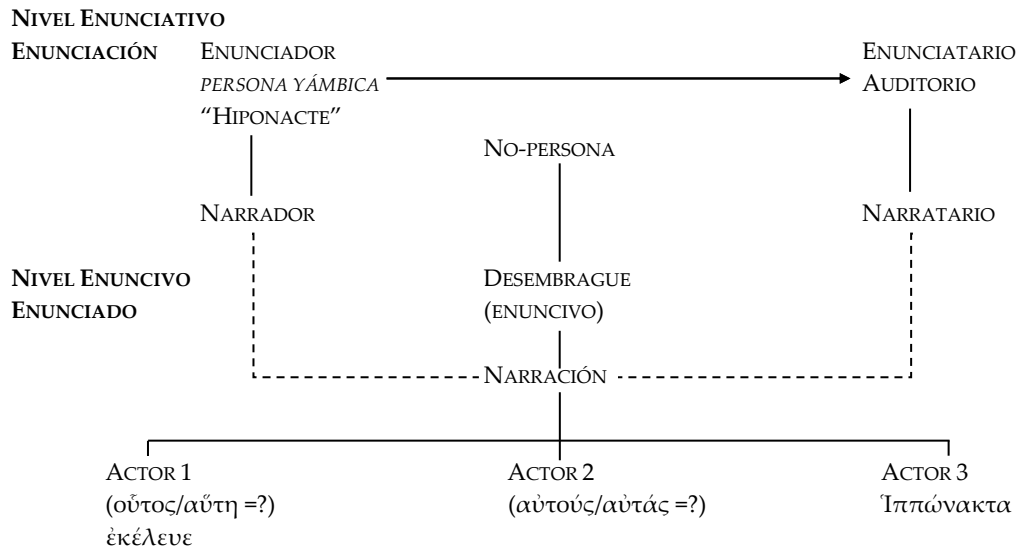 NIVEL ENUNCIATIVO
ENUNCIACIÓN ENUNCIADOR ENUNCIATARIO
PERSONA YÁMBICA AUDITORIO
“HIPONACTE”
NO-PERSONA
NARRADOR NARRATARIO
NIVEL ENUNCIVO DESEMBRAGUE
ENUNCIADO (ENUNCIVO)
NARRACIÓN
ACTOR 1 ACTOR 2 ACTOR 3
(οὗτος/αὕτη =?) (αὐτούς/αὐτάς =?) Ἱππώνακτα
ἐκέλευε